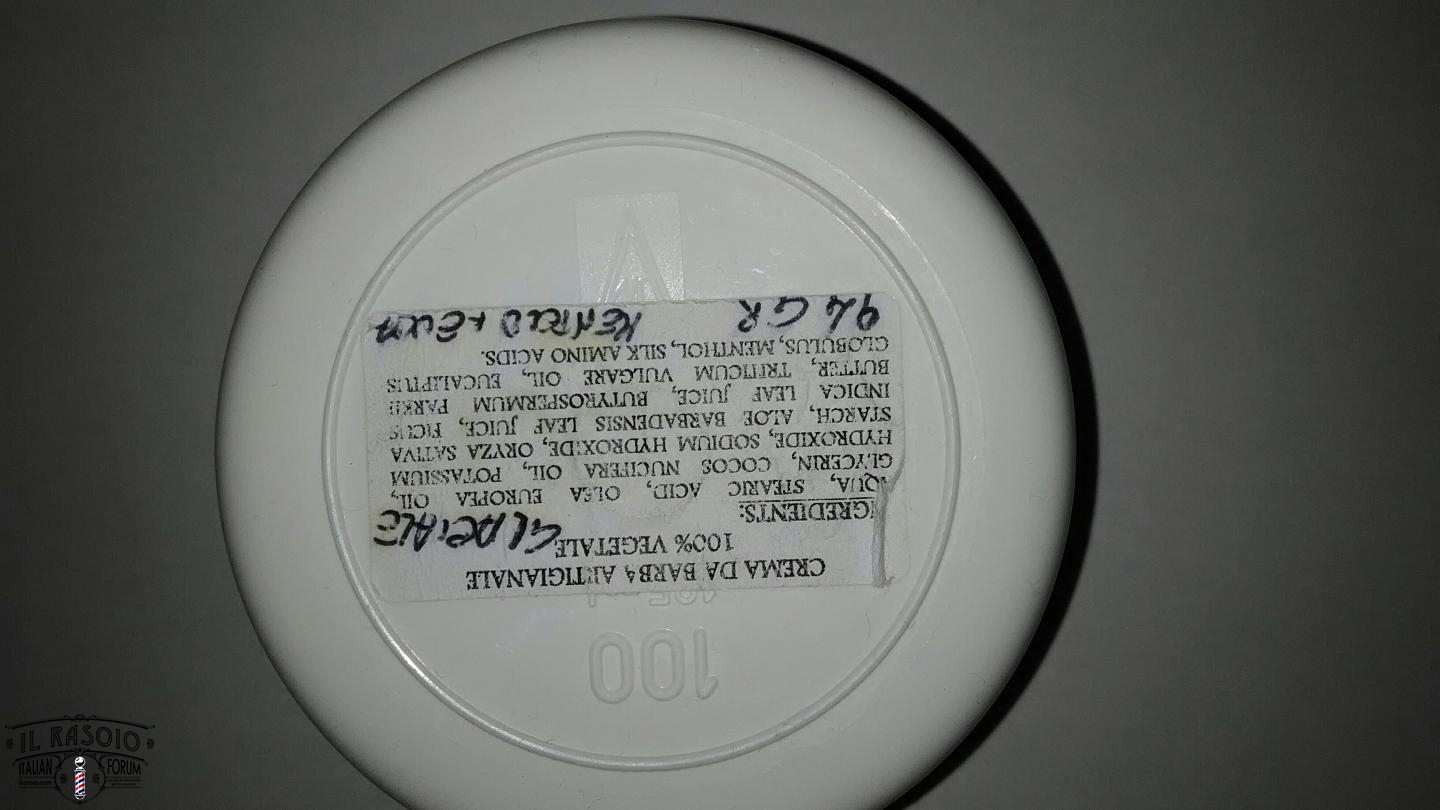 CREMA DA BARBA ARTIGIANALE
100% VEGETALE GLACIALE
INGREDIENTS:
AQUA, STEARIC ACID, OLEA EUROPEA OIL,
GLYCERIN, COCOS NUCIFERA OIL, POTASSIUM
HYDROXIDE, SODIUM HYDROXIDE, ORYZA SATIVA
STARCH, ALOE BARBADENSIS LEAF JUICE, FICUS
INDICA LEAF JUICE, BUTYROSPERMUM PARKII
BUTTER, TRITICUM VULGARE OIL, EUCALIPTUS
GLOBULUS, MENTHOL, SILK AMINO ACIDS.
94 GR
100
IL RASOIO
ITALIAN FORUM